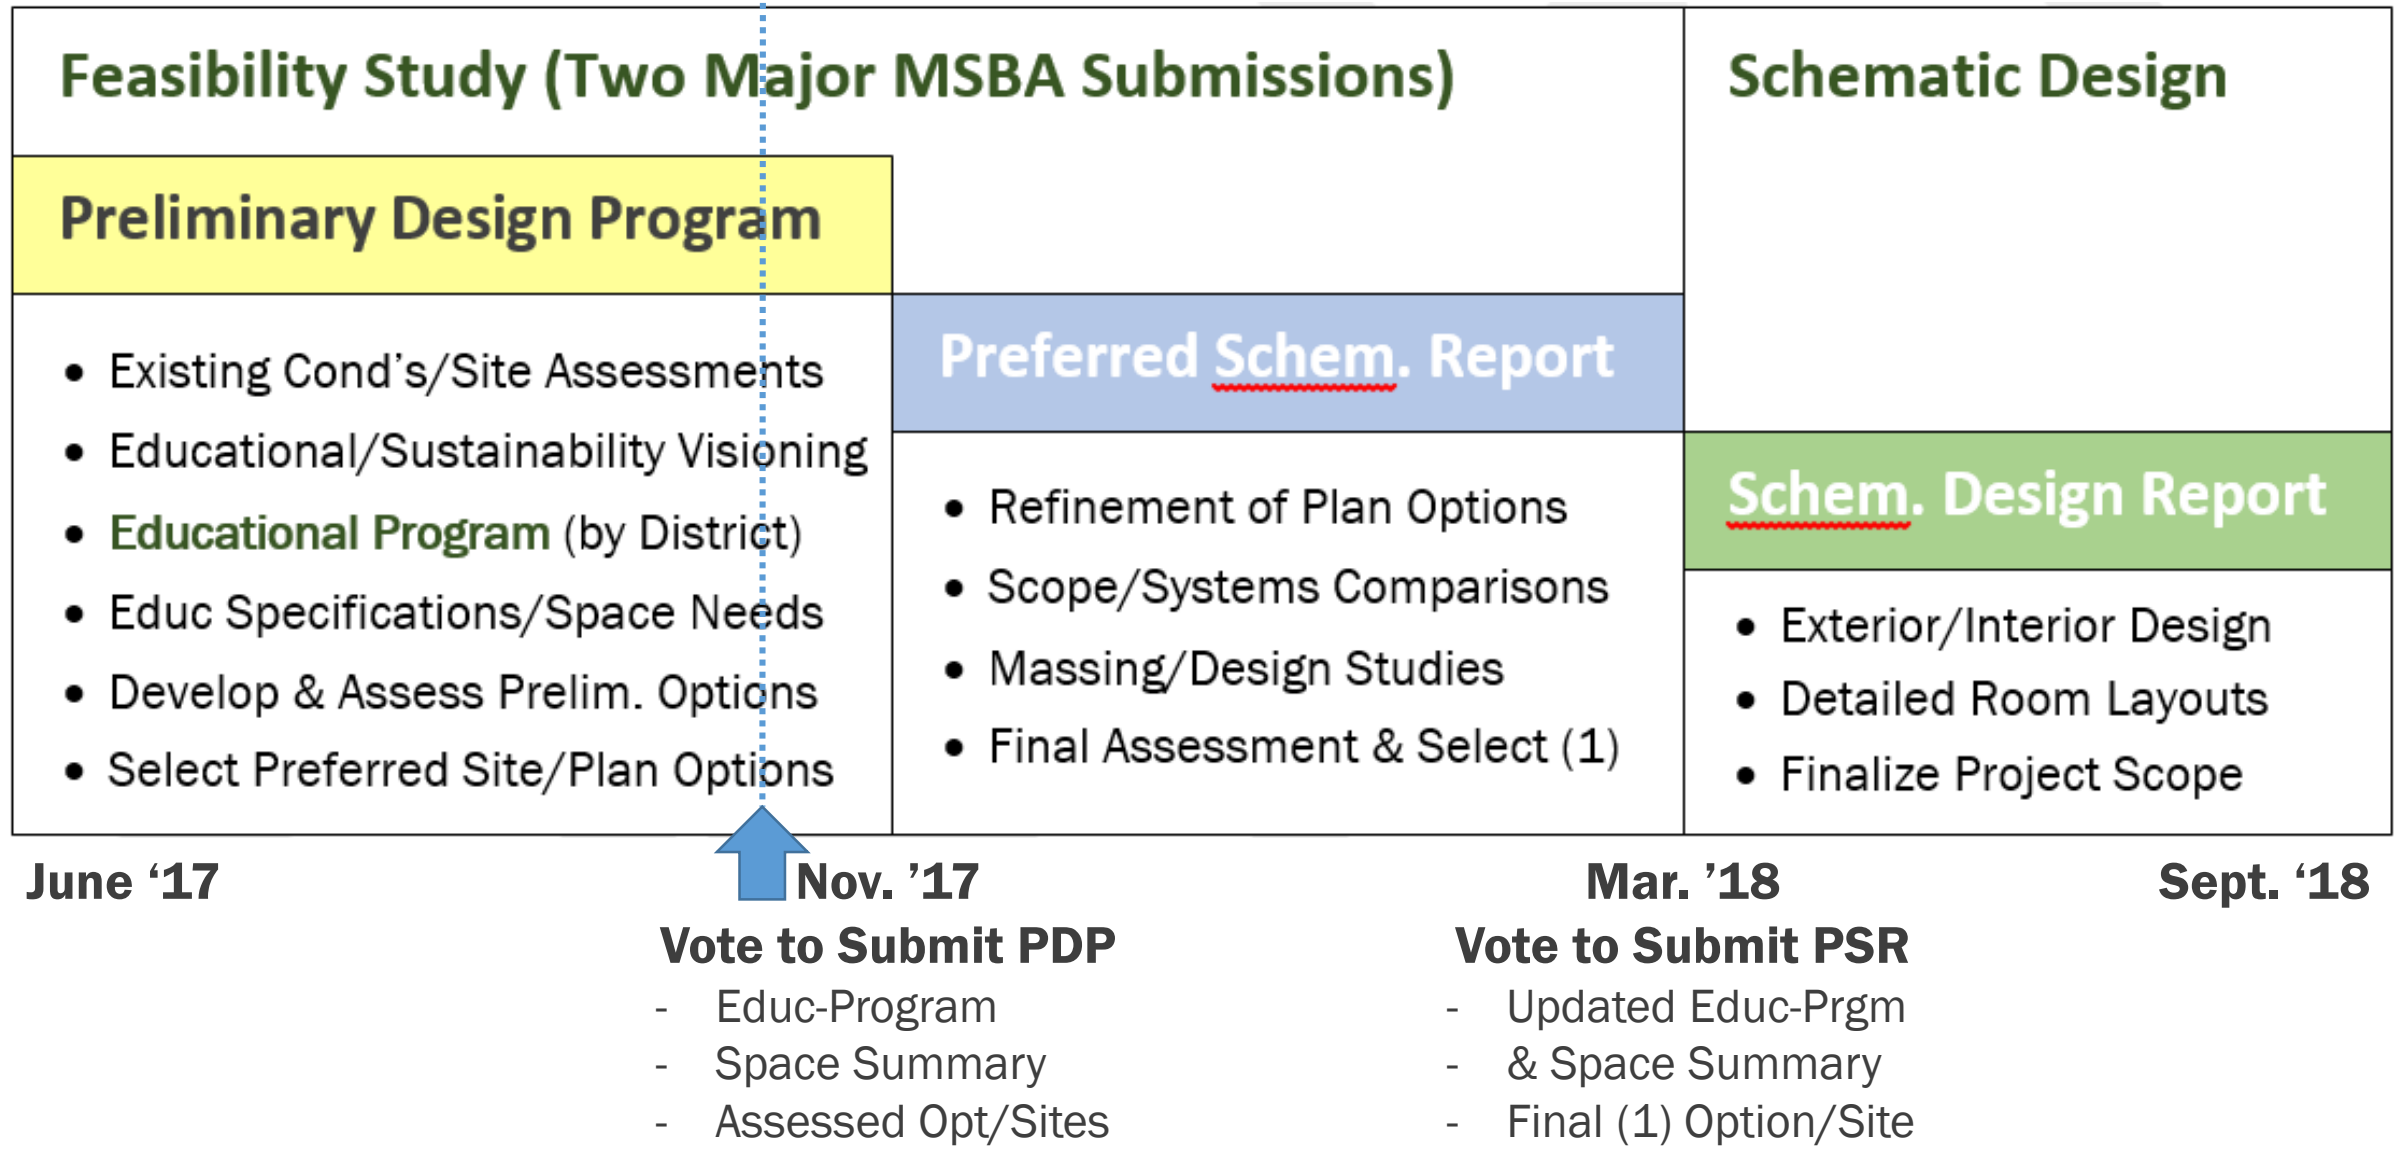 Feasibility Study (Two Major MSBA Submissions)
Schematic Design
Preliminary Design Program
• Existing Cond's/Site Assessments
• Educational/Sustainability Visioning
• Educational Program (by District)
• Educ Specifications/Space Needs
• Develop & Assess Prelim. Options
• Select Preferred Site/Plan Options
Preferred Schem. Report
• Refinement of Plan Options
• Scope/Systems Comparisons
• Massing/Design Studies
• Final Assessment & Select (1)
Schem. Design Report
• Exterior/Interior Design
• Detailed Room Layouts
• Finalize Project Scope
June ‘17
Nov. ’17
Mar. ’18
Sept. ‘18
Vote to Submit PDP
- Educ-Program
- Space Summary
- Assessed Opt/Sites
Vote to Submit PSR
- Updated Educ-Prgm
- & Space Summary
- Final (1) Option/Site